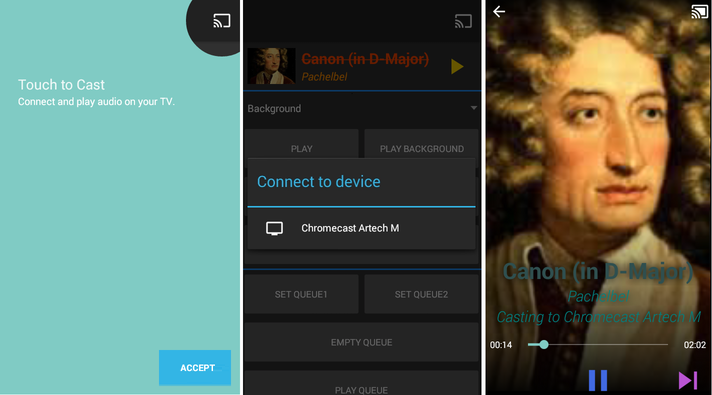 Touch to Cast
Connect and play audio on your TV.
ACCEPT
Canon (in D-Major)
Pachelbel
Background
PLAY
PLAY BACKGROUND
Connect to device
Chromecast Artech M
SET QUEUE1
SET QUEUE2
EMPTY QUEUE
PLAY QUEUE
Canon (in D-Major)
Pachelbel
Casting to Chromecast Artech M
00:14
02:02